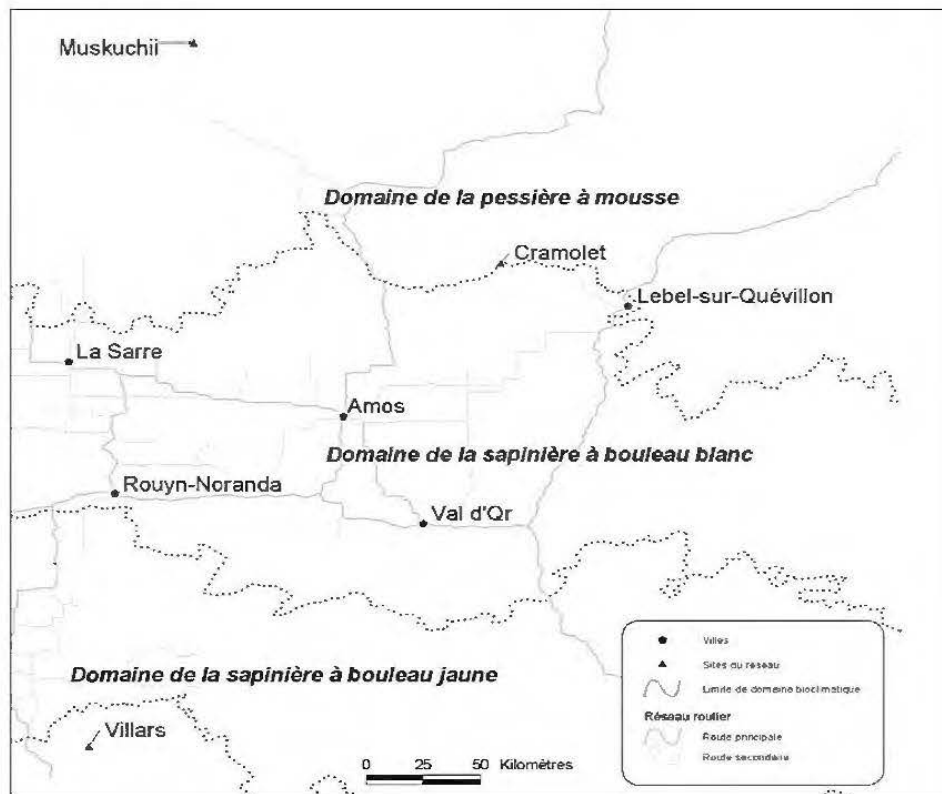 Muskuchii
Domaine de la pessière à mousse
Cramolet
Lebel-sur-Quévillon
La Sarre
Amos
Domaine de la sapinière à bouleau blanc
Rouyn-Noranda
Val d'Qr
Domaine de la sapinière à bouleau jaune
Villars
0 25 50 Kilomètres
Villes
Sites du réseau
Limite de domaine bioclimatique
Réseau routier
Route principale
Route secondaire